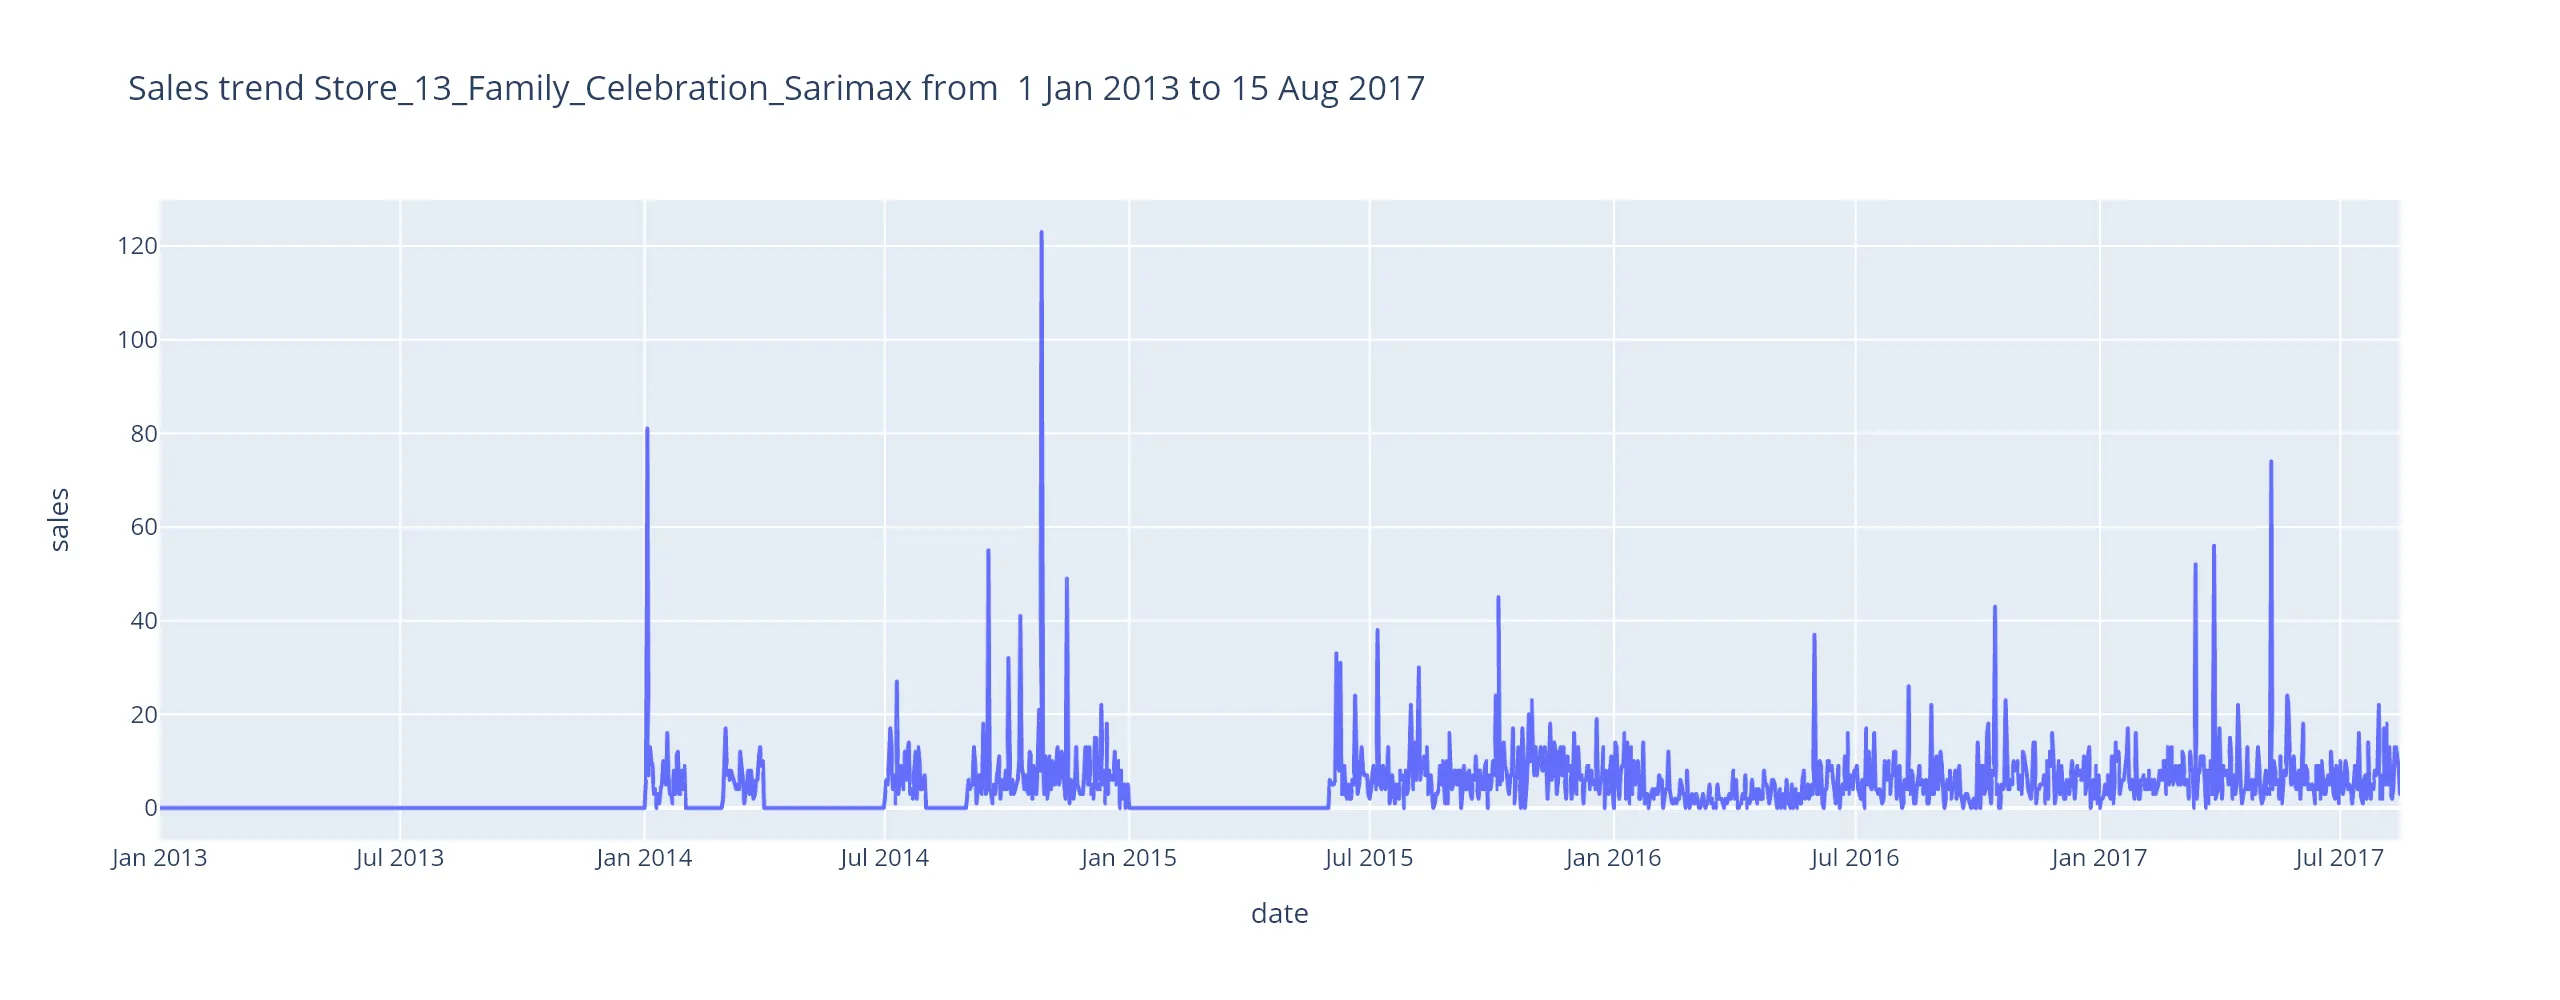 Sales trend Store_13_Family_Celebration_Sarimax from  1 Jan 2013 to 15 Aug 2017
120
100
80
60
40
20
0
sales
Jan 2013
Jul 2013
Jan 2014
Jul 2014
Jan 2015
Jul 2015
Jan 2016
Jul 2016
Jan 2017
Jul 2017
date